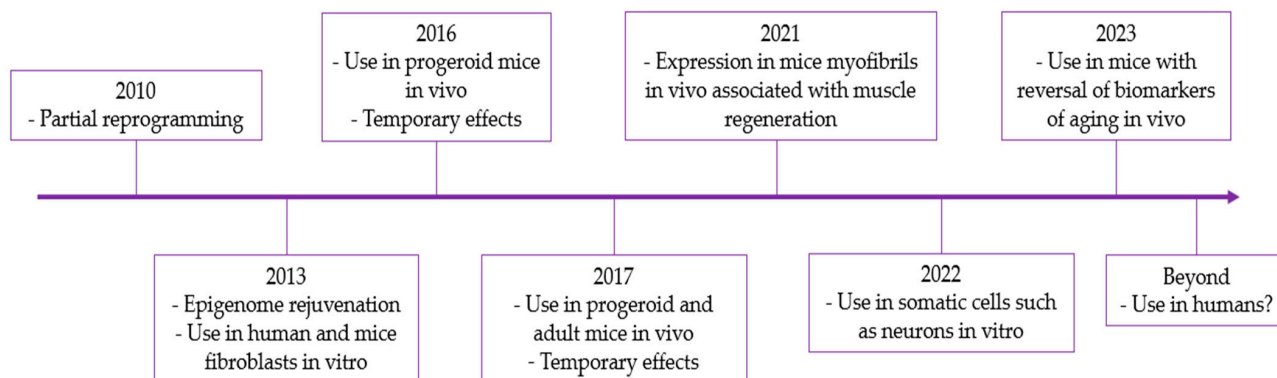 2010
- Partial reprogramming
2013
- Epigenome rejuvenation
- Use in human and mice
fibroblasts in vitro
2016
- Use in progeroid mice
in vivo
- Temporary effects
2017
- Use in progeroid and
adult mice in vivo
- Temporary effects
2021
- Expression in mice myofibrils
in vivo associated with muscle
regeneration
2022
- Use in somatic cells such
as neurons in vitro
2023
- Use in mice with
reversal of biomarkers
of aging in vivo
Beyond
- Use in humans?